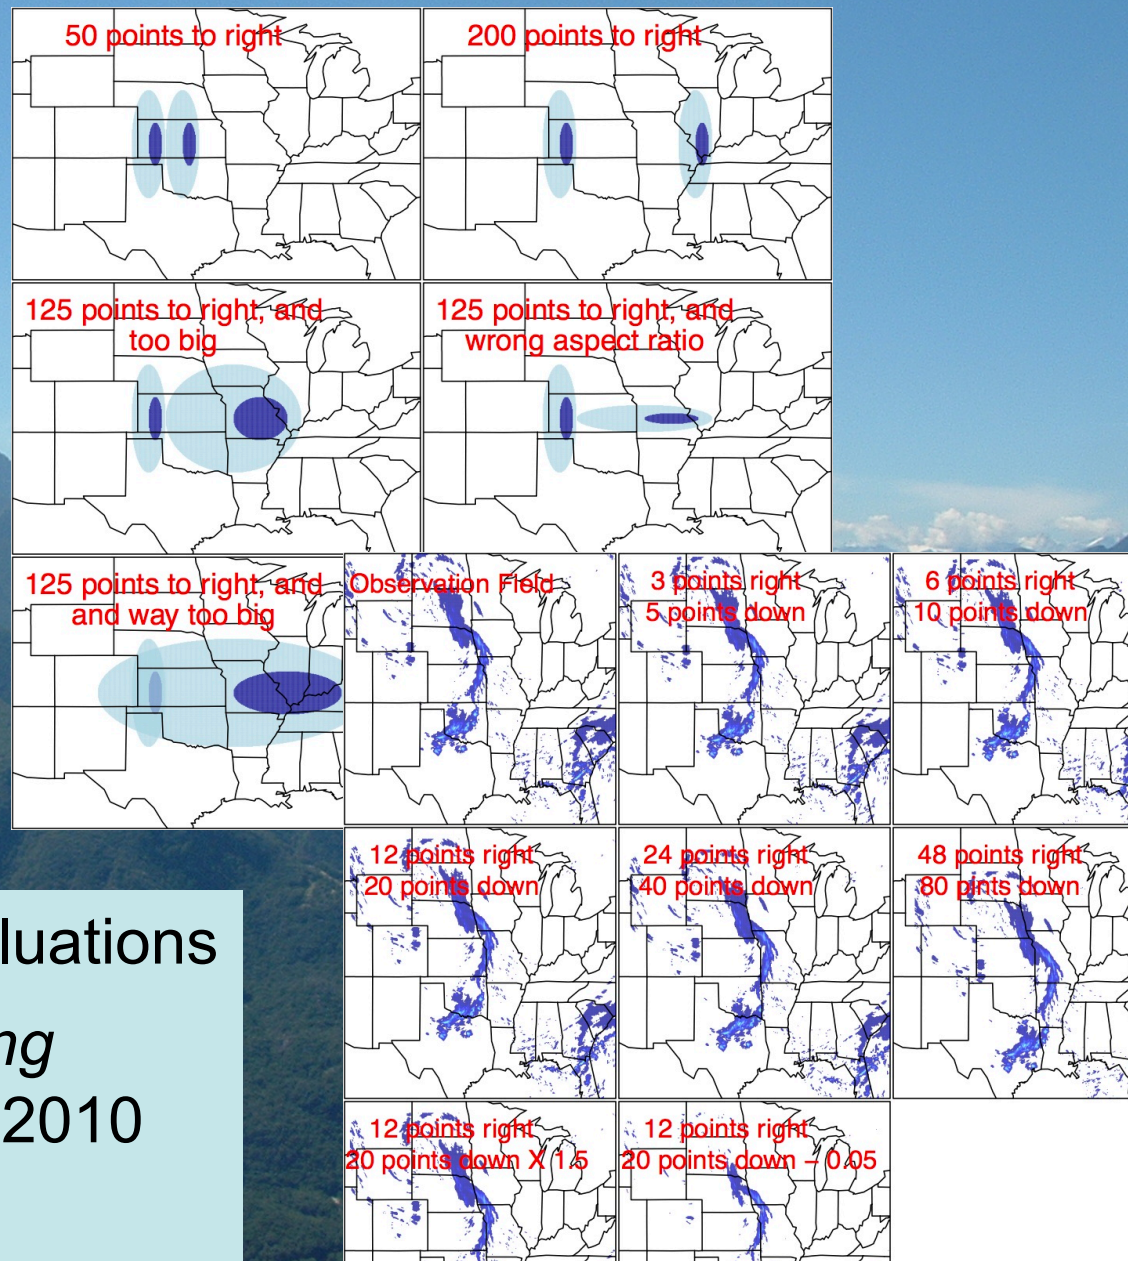 50 points to right
200 points to right
125 points to right, and
too big
125 points to right, and
wrong aspect ratio
125 points to right, and
and way too big
Observation Field
3 points right
5 points down
6 points right
10 points down
12 points right
20 points down
24 points right
40 points down
48 points right
80 pints down
12 points right
20 points down X 1.5
12 points right
20 points down – 0.05
luations
ng
2010